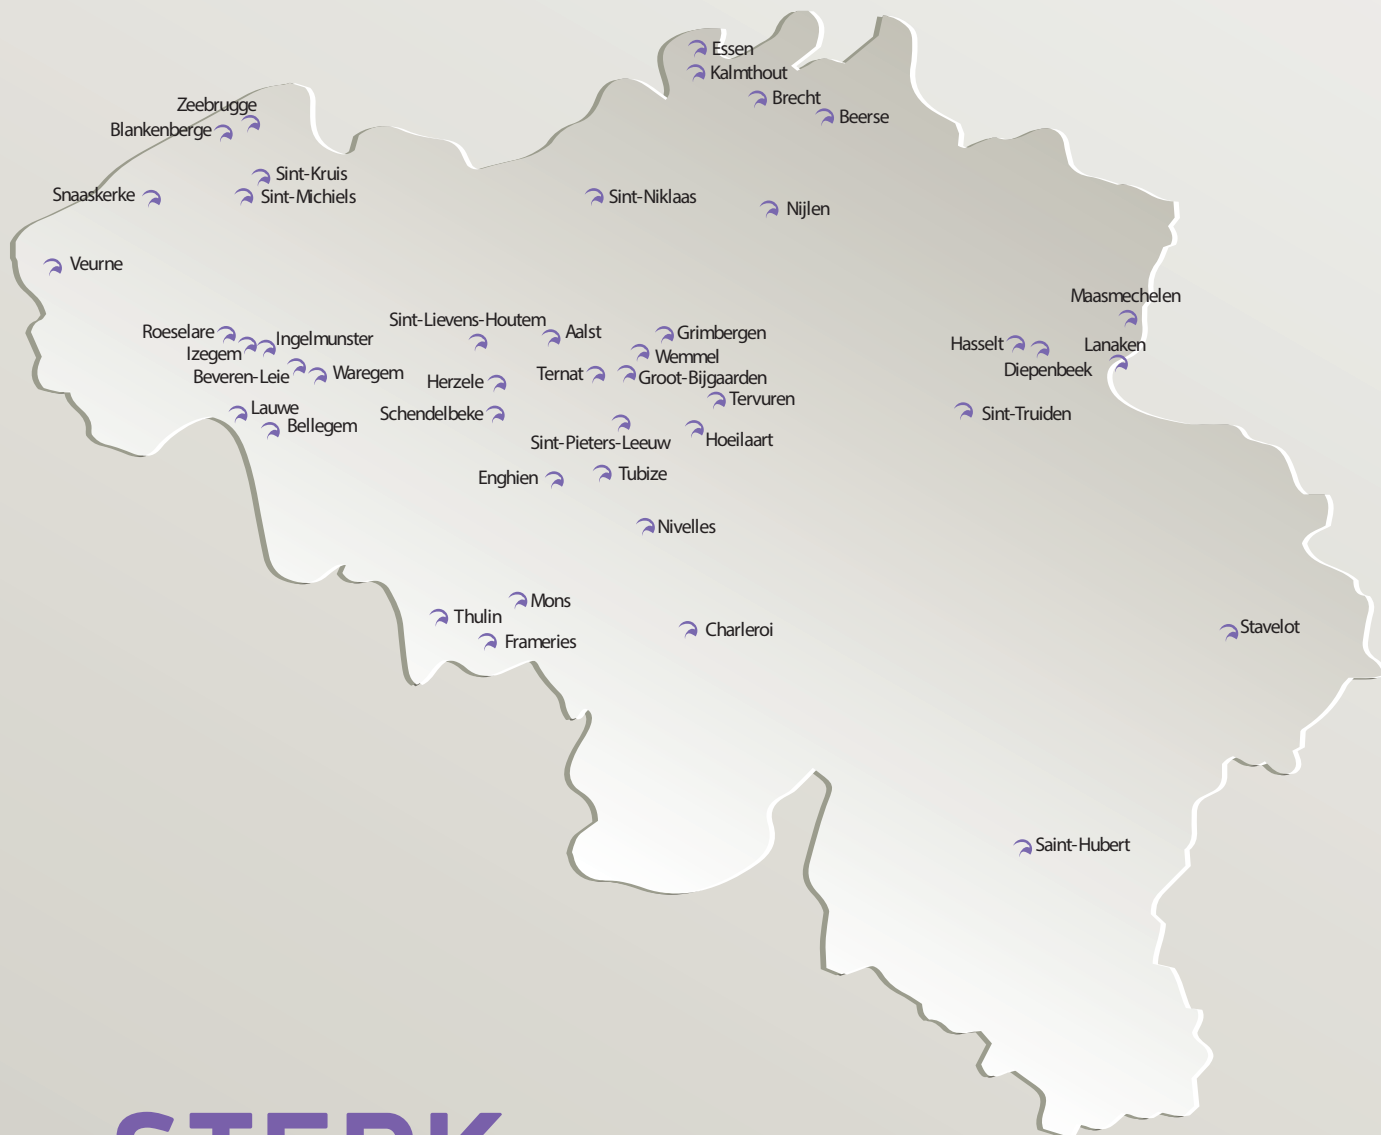 Essen
Kalmthout
Brecht
Zeebrugge
Beerse
Blankenberge
Sint-Kruis
Snaaskerke
Sint-Michiels
Sint-Niklaas
Nijlen
Veurne
Maasmechelen
Sint-Lievens-Houtem
Roeselare
Aalst
Grimbergen
Ingelmunster
Hasselt
Lanaken
Izegem
Wemmel
Diepenbeek
Waregem
Ternat
Beveren-Leie
Groot-Bijgaarden
Herzele
Tervuren
Lauwe
Schendelbeke
Sint-Truiden
Bellegem
Sint-Pieters-Leeuw
Hoeilaart
Enghien
Tubize
Nivelles
Mons
Thulin
Charleroi
Stavelot
Frameries
Saint-Hubert
STERK